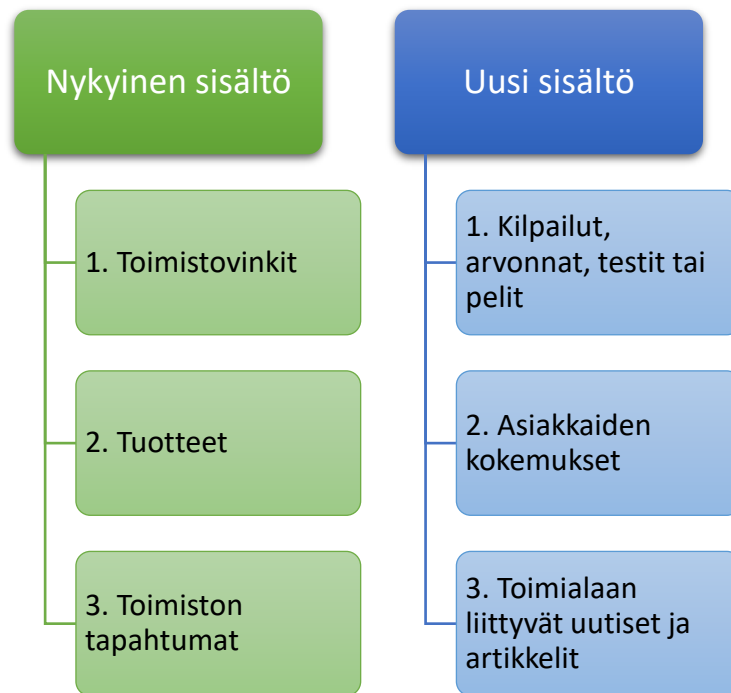 Nykyinen sisältö
1. Toimistovinkit
2. Tuotteet
3. Toimiston
tapahtumat
Uusi sisältö
1. Kilpailut,
arvonnat, testit tai
pelit
2. Asiakkaiden
kokemukset
3. Toimialaan
liittyvät uutiset ja
artikkelit